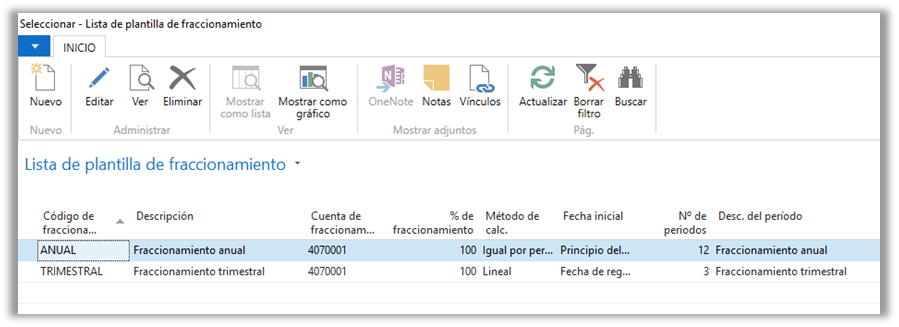 Seleccionar - Lista de plantilla de fraccionamiento
INICIO
Nuevo
Editar
Ver
Eliminar
Mostrar como lista
Mostrar como gráfico
OneNote
Notas
Vínculos
Actualizar
Borrar filtro
Buscar
Nuevo
Administrar
Ver
Mostrar adjuntos
Pág.
Lista de plantilla de fraccionamiento
Código de fracciona... Descripción Cuenta de fraccionam... % de fraccionamiento Método de calc. Fecha inicial Nº de periodos Desc. del período
ANUAL Fraccionamiento anual 4070001 100 Igual por per... Principio del... 12 Fraccionamiento anual
TRIMESTRAL Fraccionamiento trimestral 4070001 100 Lineal Fecha de reg... 3 Fraccionamiento trimestral